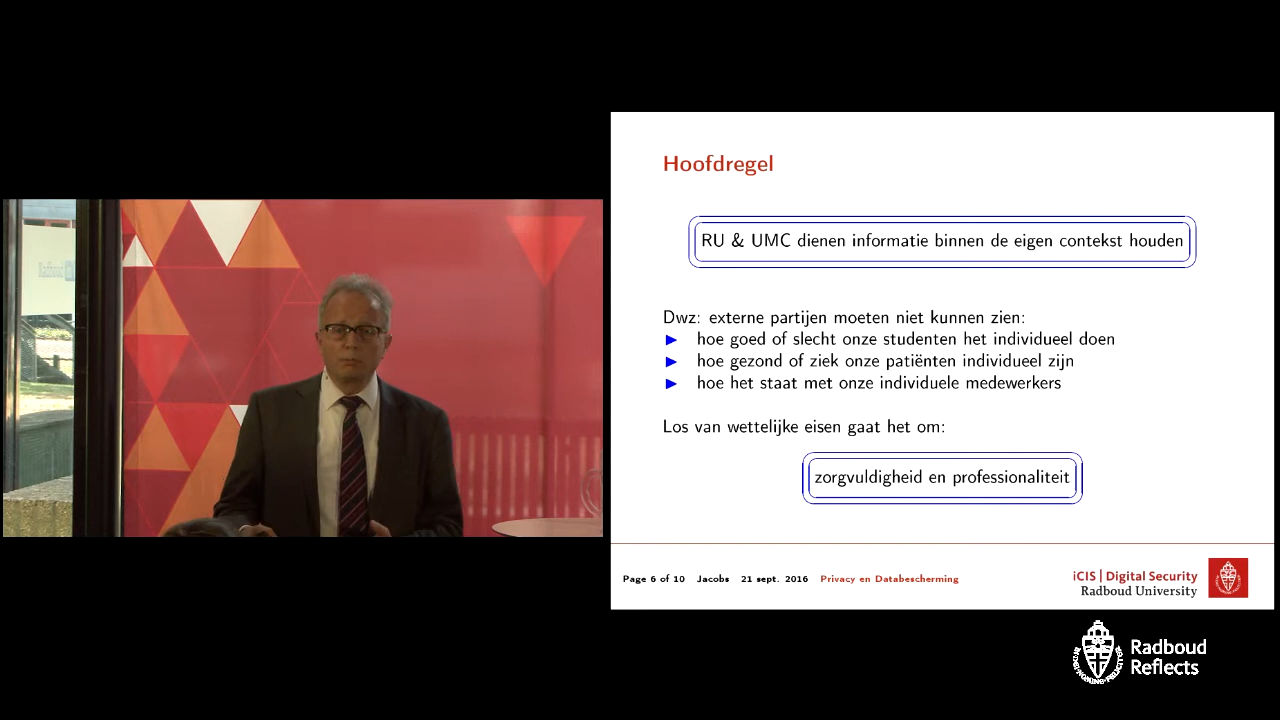 Hoofdregel
RU & UMC dienen informatie binnen de eigen contekst houden
Dwz: externe partijen moeten niet kunnen zien:
hoe goed of slecht onze studenten het individueel doen
hoe gezond of ziek onze patiënten individueel zijn
hoe het staat met onze individuele medewerkers
Los van wettelijke eisen gaat het om:
zorgvuldigheid en professionaliteit
Page 6 of 10 Jacobs 21 sept. 2016 Privacy en Databescherming
iCIS | Digital Security
Radboud University
Radboud
Reflects
Radboud